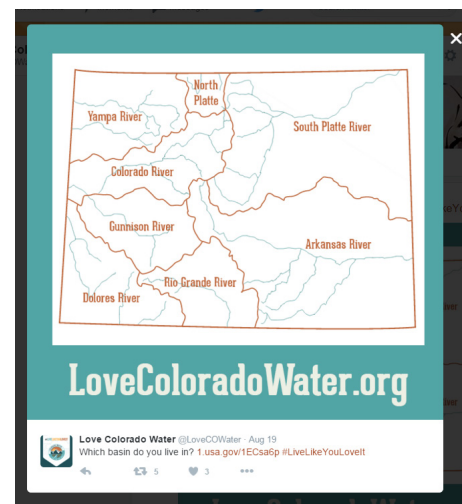 North
Platte
Yampa River
South Platte River
Colorado River
Gunnison River
Arkansas River
Rio Grande River
Dolores River
LoveColoradoWater.org
Love Colorado Water @LoveCOWater · Aug 19
Which basin do you live in? 1.usa.gov/1ECsa6p #LiveLikeYouLoveIt
5 3